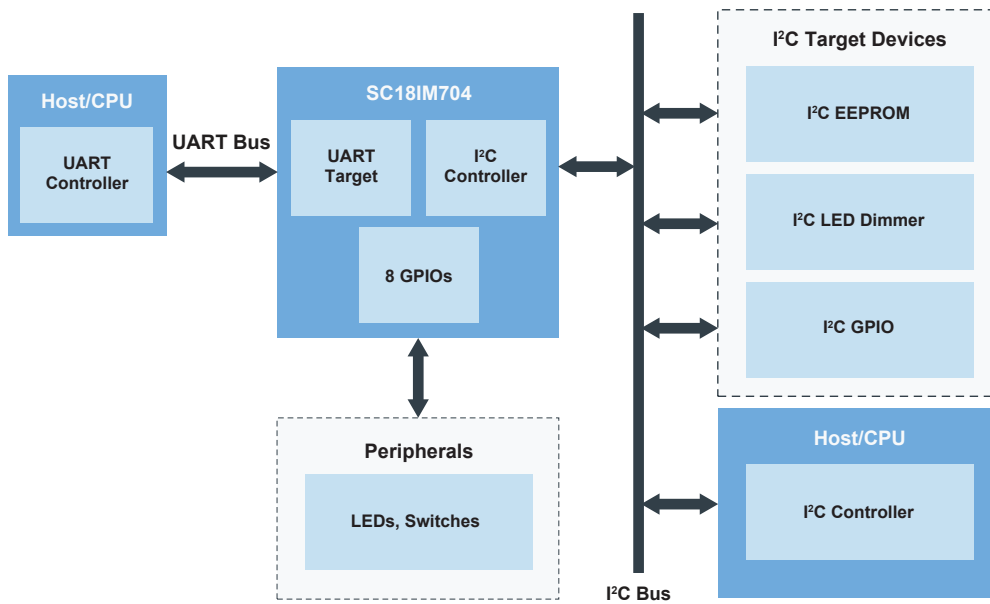 Host/CPU
UART
Controller
UART Bus
SC18IM704
UART
Target
I²C
Controller
8 GPIOs
Peripherals
LEDs, Switches
I²C Bus
I²C Target Devices
I²C EEPROM
I²C LED Dimmer
I²C GPIO
Host/CPU
I²C Controller